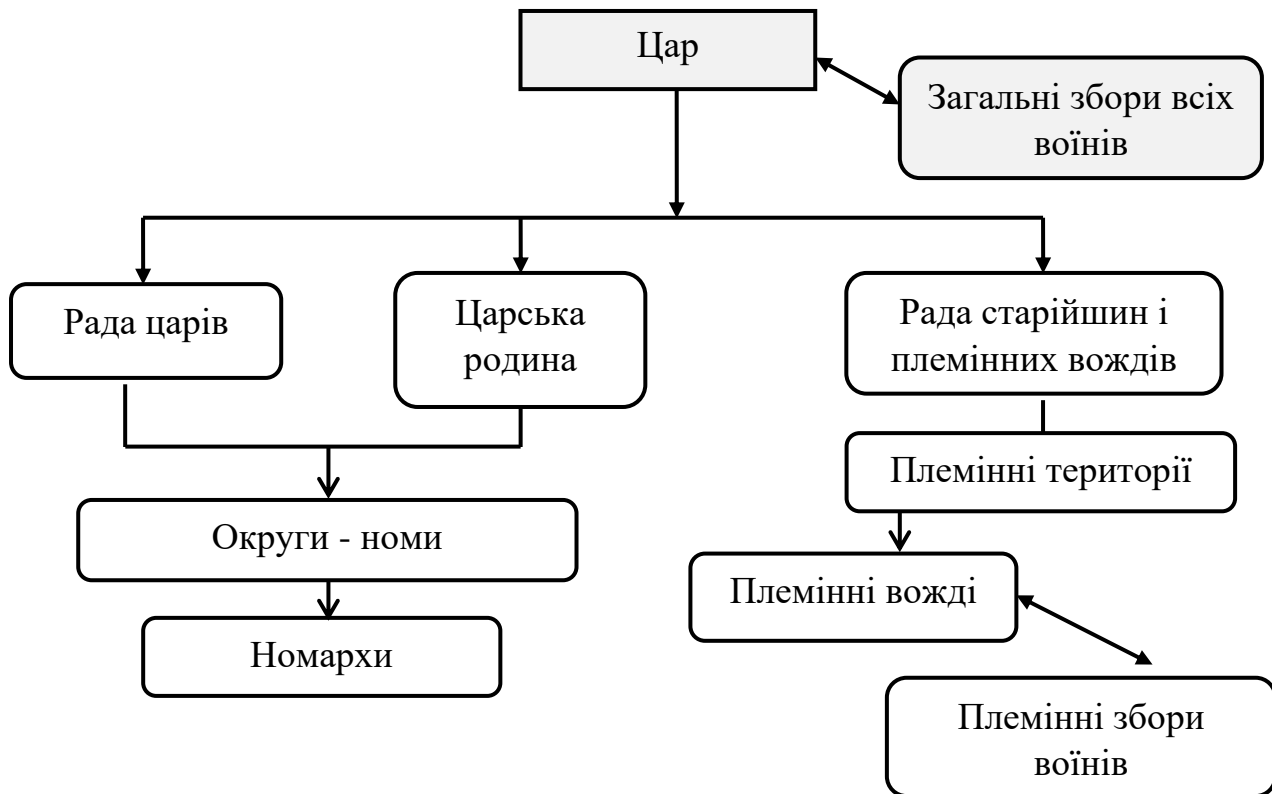 Цар
Загальні збори всіх
воїнів
Рада царів
Царська
родина
Рада старійшин і
племінних вождів
Племінні території
Округи - номи
Племінні вожді
Номархи
Племінні збори
воїнів